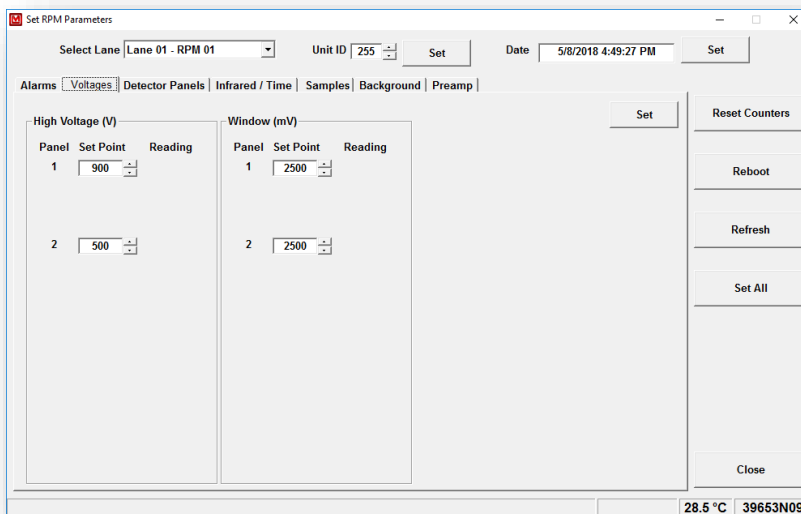 Set RPM Parameters
Select Lane Lane 01 - RPM 01 Unit ID 255 Set Date 5/8/2018 4:49:27 PM Set
Alarms Voltages Detector Panels Infrared / Time Samples Background Preamp
Set
High Voltage (V)
Panel Set Point Reading
1 900
2 500
Window (mV)
Panel Set Point Reading
1 2500
2 2500
Reset Counters
Reboot
Refresh
Set All
Close
28.5 °C 39653N09